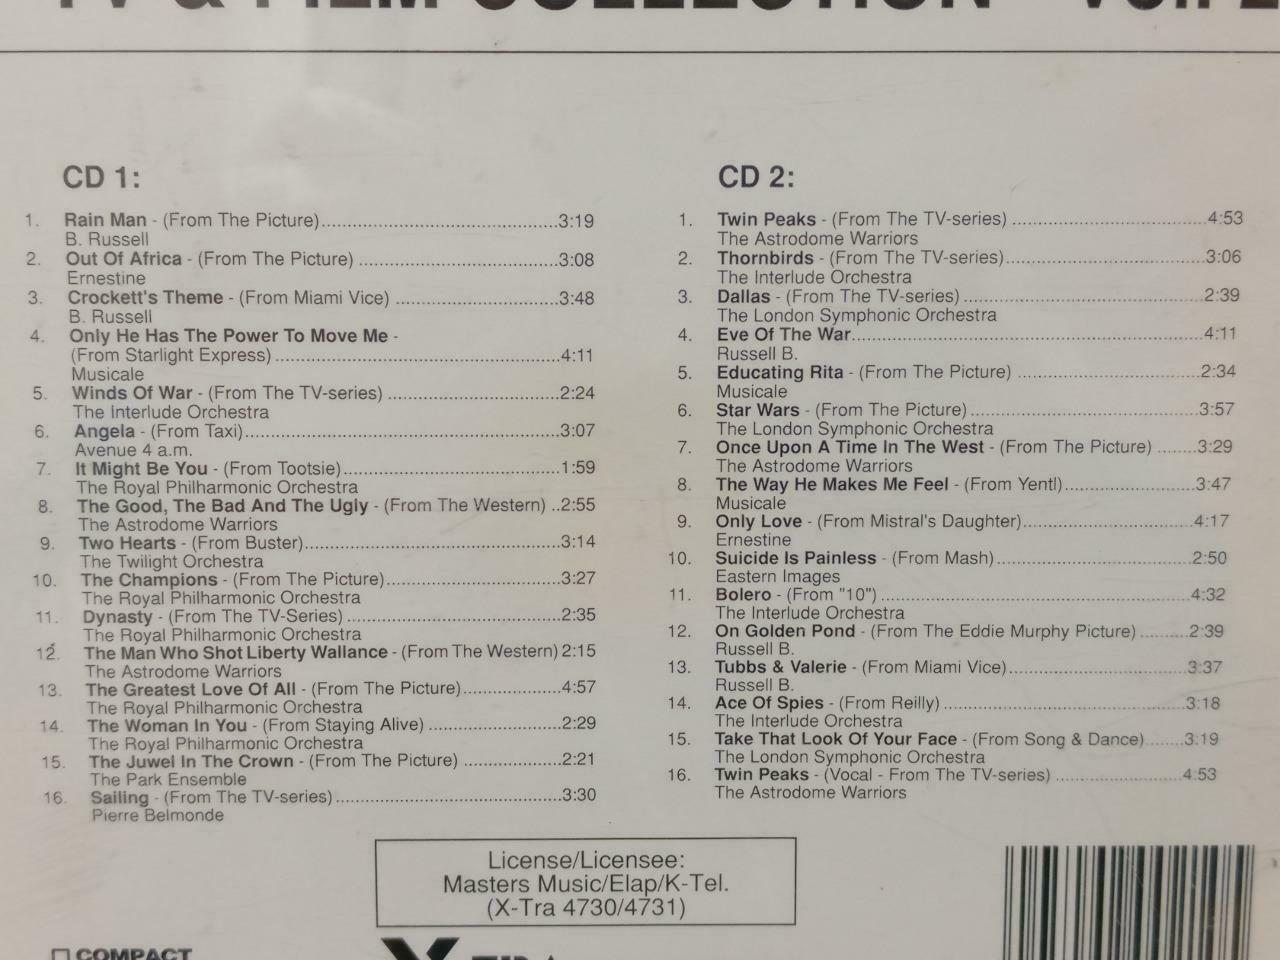 TV & FILM COLLECTION - Vol. 2
CD 1:
1. Rain Man - (From The Picture)..............................3:19
B. Russell
2. Out Of Africa - (From The Picture) .........................3:08
Ernestine
3. Crockett's Theme - (From Miami Vice) ....................3:48
B. Russell
4. Only He Has The Power To Move Me -
(From Starlight Express) ...................................4:11
Musicale
5. Winds Of War - (From The TV-series) .....................2:24
The Interlude Orchestra
6. Angela - (From Taxi).......................................3:07
Avenue 4 a.m.
7. It Might Be You - (From Tootsie)...........................1:59
The Royal Philharmonic Orchestra
8. The Good, The Bad And The Ugly - (From The Western) ..2:55
The Astrodome Warriors
9. Two Hearts - (From Buster)................................3:14
The Twilight Orchestra
10. The Champions - (From The Picture)......................3:27
The Royal Philharmonic Orchestra
11. Dynasty - (From The TV-Series) ..........................2:35
The Royal Philharmonic Orchestra
12. The Man Who Shot Liberty Wallance - (From The Western) 2:15
The Astrodome Warriors
13. The Greatest Love Of All - (From The Picture)............4:57
The Royal Philharmonic Orchestra
14. The Woman In You - (From Staying Alive) ................2:29
The Royal Philharmonic Orchestra
15. The Juwel In The Crown - (From The Picture) ............2:21
The Park Ensemble
16. Sailing - (From The TV-series)............................3:30
Pierre Belmonde
CD 2:
1. Twin Peaks - (From The TV-series) ........................4:53
The Astrodome Warriors
2. Thornbirds - (From The TV-series).........................3:06
The Interlude Orchestra
3. Dallas - (From The TV-series) ..............................2:39
The London Symphonic Orchestra
4. Eve Of The War.............................................4:11
Russell B.
5. Educating Rita - (From The Picture) .......................2:34
Musicale
6. Star Wars - (From The Picture).............................3:57
The London Symphonic Orchestra
7. Once Upon A Time In The West - (From The Picture) .......3:29
The Astrodome Warriors
8. The Way He Makes Me Feel - (From Yentl).................3:47
Musicale
9. Only Love - (From Mistral's Daughter)......................4:17
Ernestine
10. Suicide Is Painless - (From Mash).........................2:50
Eastern Images
11. Bolero - (From "10") .......................................4:32
The Interlude Orchestra
12. On Golden Pond - (From The Eddie Murphy Picture) .........2:39
Russell B.
13. Tubbs & Valerie - (From Miami Vice).......................3:37
Russell B.
14. Ace Of Spies - (From Reilly)...............................3:18
The Interlude Orchestra
15. Take That Look Of Your Face - (From Song & Dance)........3:19
The London Symphonic Orchestra
16. Twin Peaks - (Vocal - From The TV-series) .................4:53
The Astrodome Warriors
License/Licensee:
Masters Music/Elap/K-Tel.
(X-Tra 4730/4731)
COMPACT